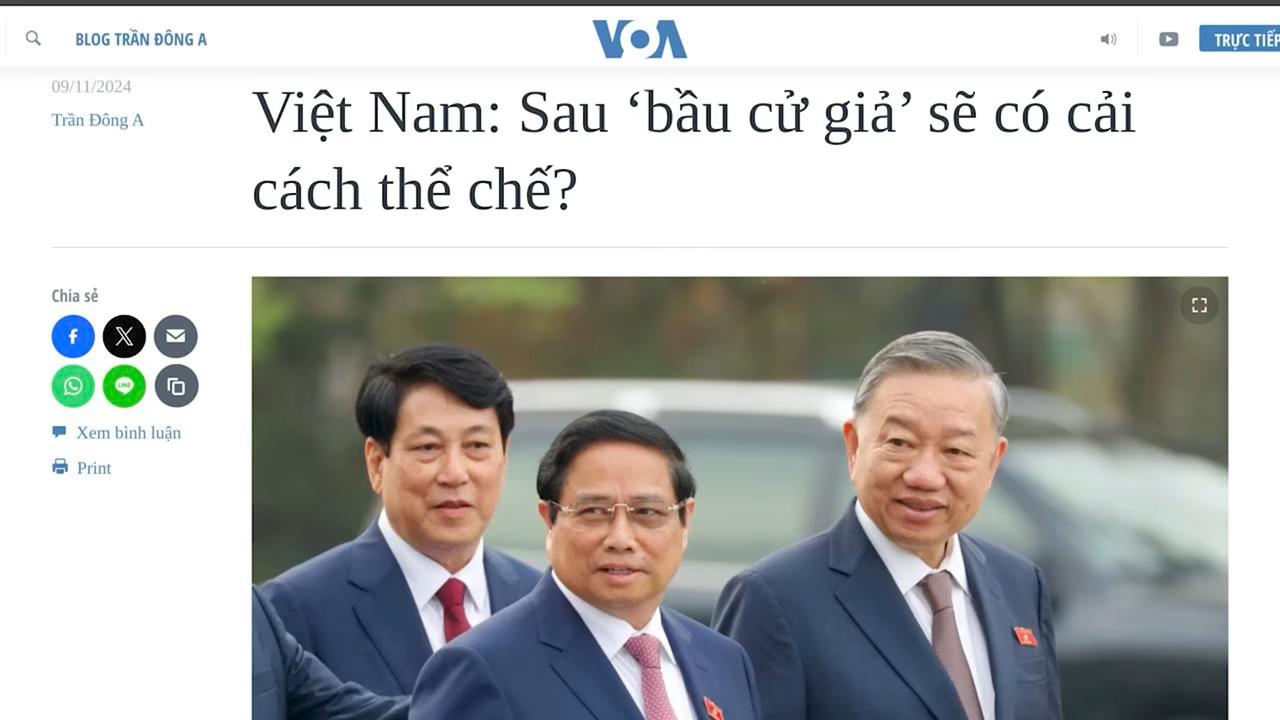 BLOG TRẦN ĐÔNG A
VOA
TRỰC TIẾP
09/11/2024
Trần Đông A
Việt Nam: Sau ‘bầu cử giả’ sẽ có cải
cách thể chế?
Chia sẻ
LINE
Xem bình luận
Print